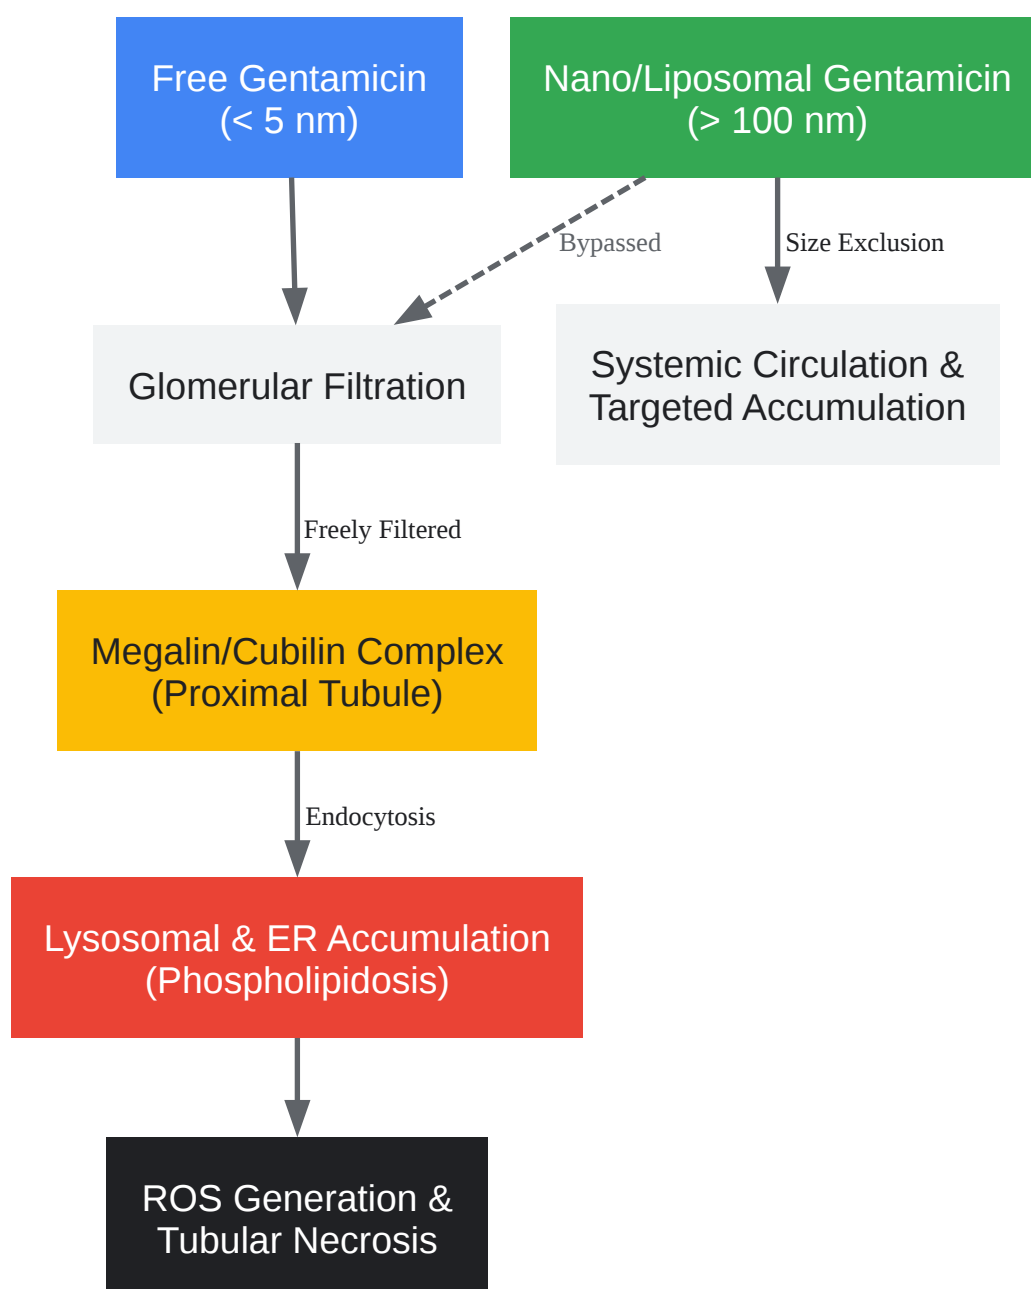 Free Gentamicin
(< 5 nm)
Nano/Liposomal Gentamicin
(> 100 nm)
Bypassed
Size Exclusion
Glomerular Filtration
Systemic Circulation &
Targeted Accumulation
Freely Filtered
Megalin/Cubilin Complex
(Proximal Tubule)
Endocytosis
Lysosomal & ER Accumulation
(Phospholipidosis)
ROS Generation &
Tubular Necrosis